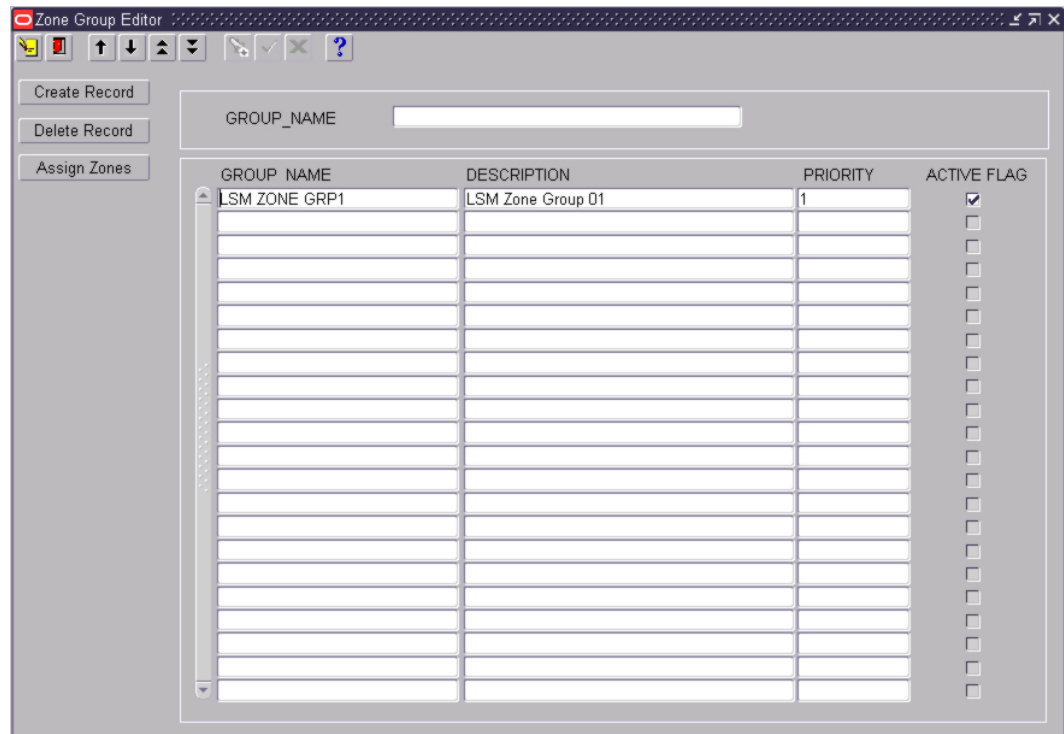 Zone Group Editor
?
Create Record
Delete Record
Assign Zones
GROUP_NAME
GROUP NAME DESCRIPTION PRIORITY ACTIVE FLAG
LSM ZONE GRP1 LSM Zone Group 01 1